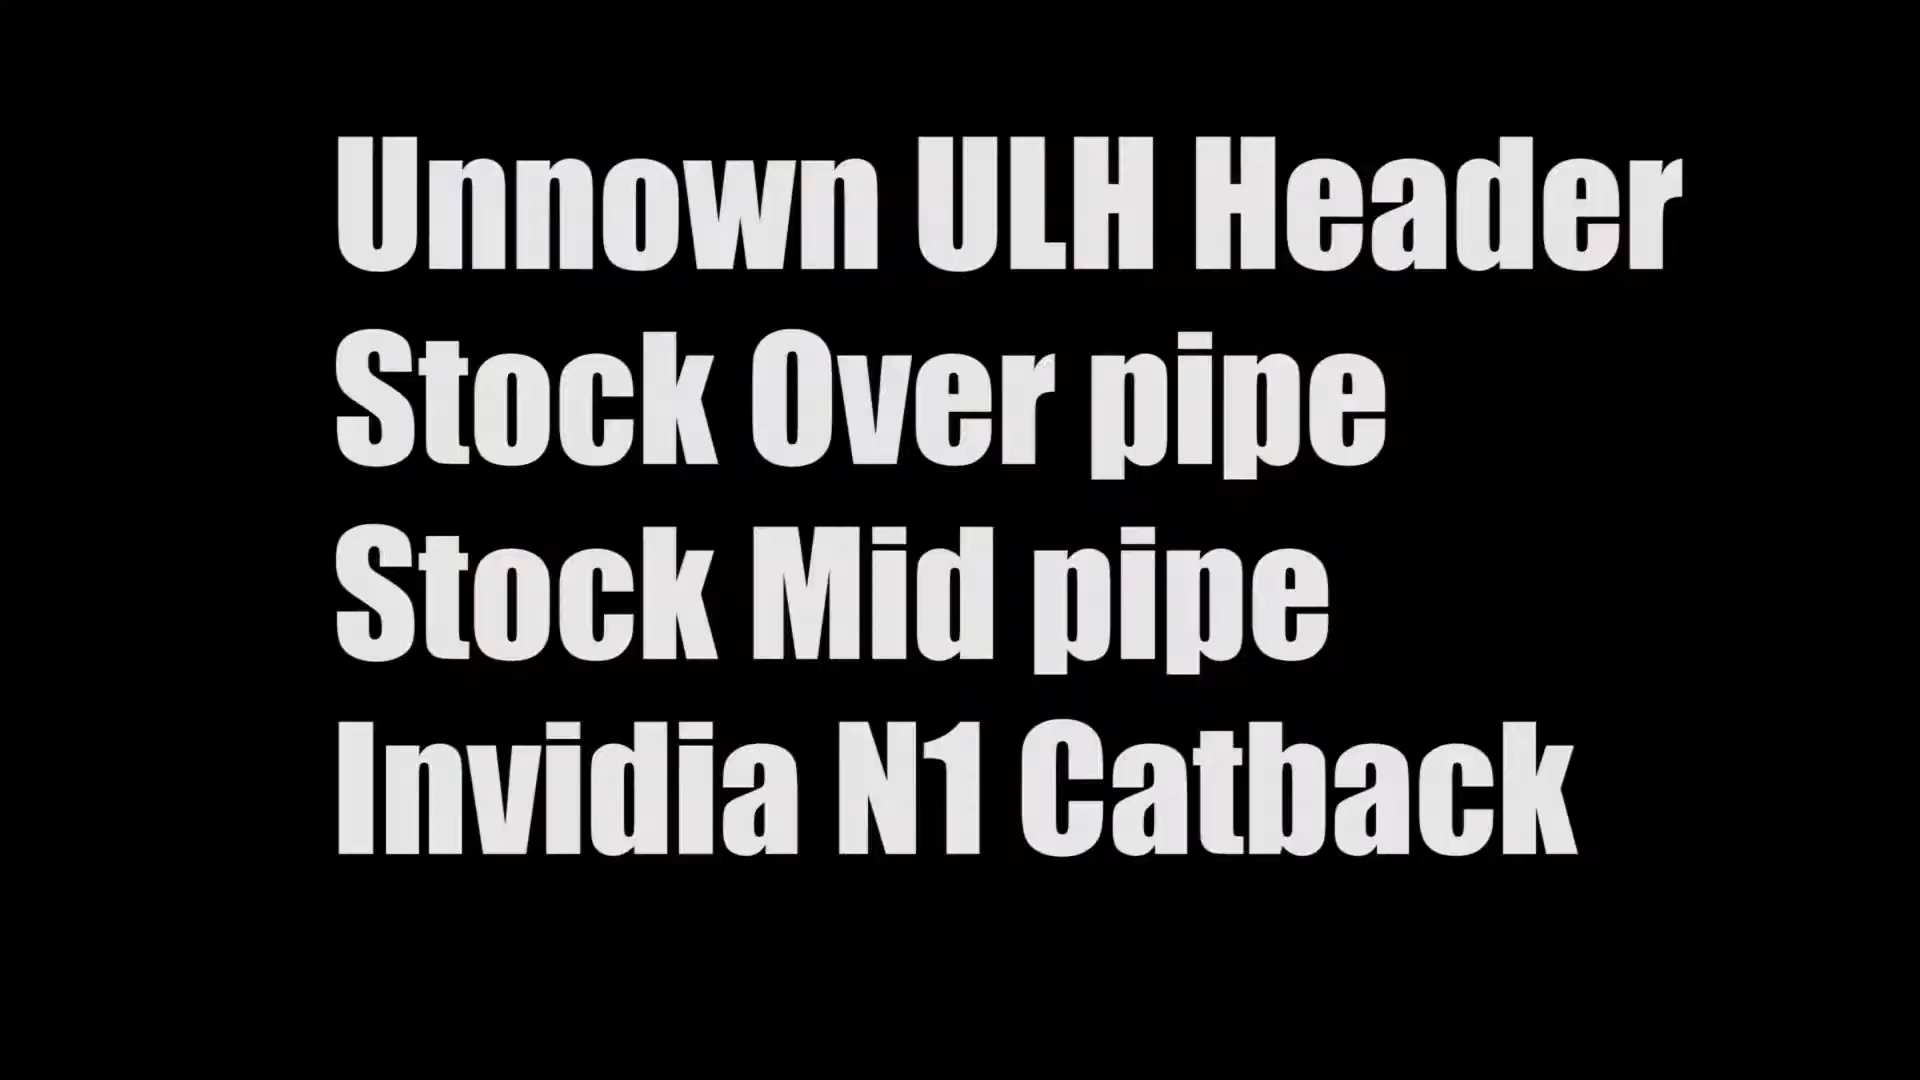 Unnown ULH Header
Stock Over pipe
Stock Mid pipe
Invidia N1 Catback